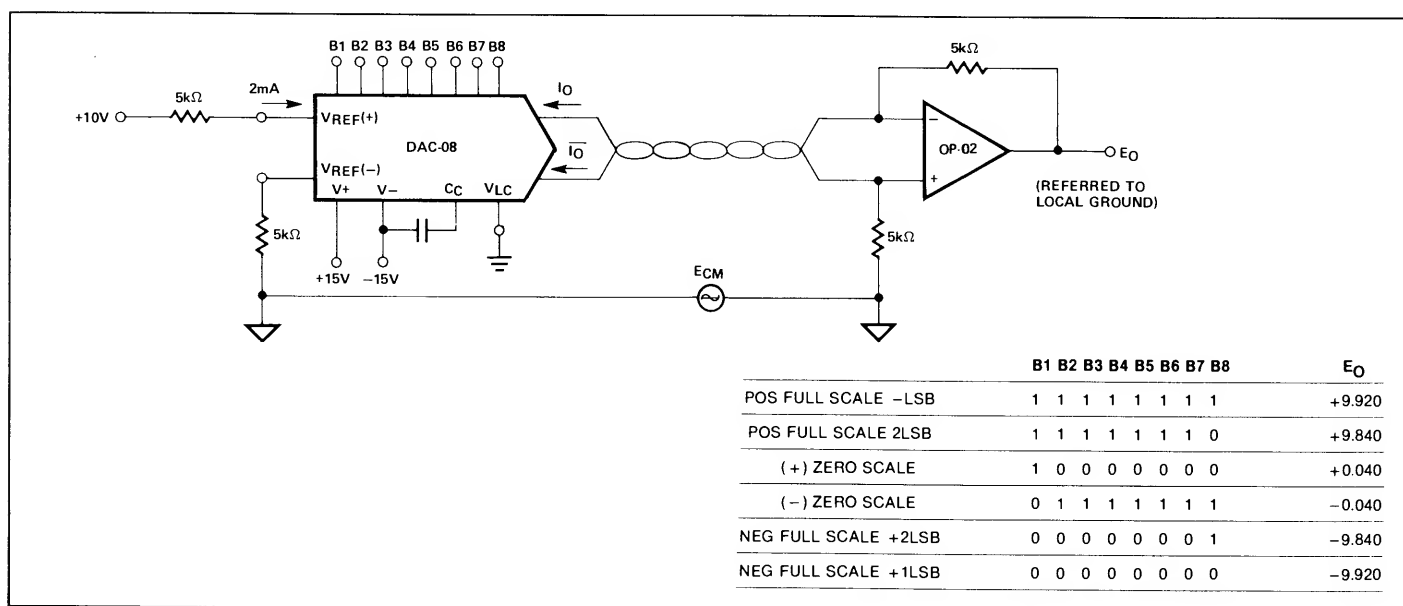 B1 B2 B3 B4 B5 B6 B7 B8
5kΩ
2mA
+10V
5kΩ
VREF(+)
IO
DAC-08
VREF(−)
IO
V+ V− CC VLC
5kΩ
+15V −15V
−
OP-02
+
EO
(REFERRED TO
LOCAL GROUND)
5kΩ
ECM
B1 B2 B3 B4 B5 B6 B7 B8 EO
POS FULL SCALE −LSB 1 1 1 1 1 1 1 1 +9.920
POS FULL SCALE 2LSB 1 1 1 1 1 1 1 0 +9.840
(+) ZERO SCALE 1 0 0 0 0 0 0 0 +0.040
(−) ZERO SCALE 0 1 1 1 1 1 1 1 −0.040
NEG FULL SCALE +2LSB 0 0 0 0 0 0 0 1 −9.840
NEG FULL SCALE +1LSB 0 0 0 0 0 0 0 0 −9.920